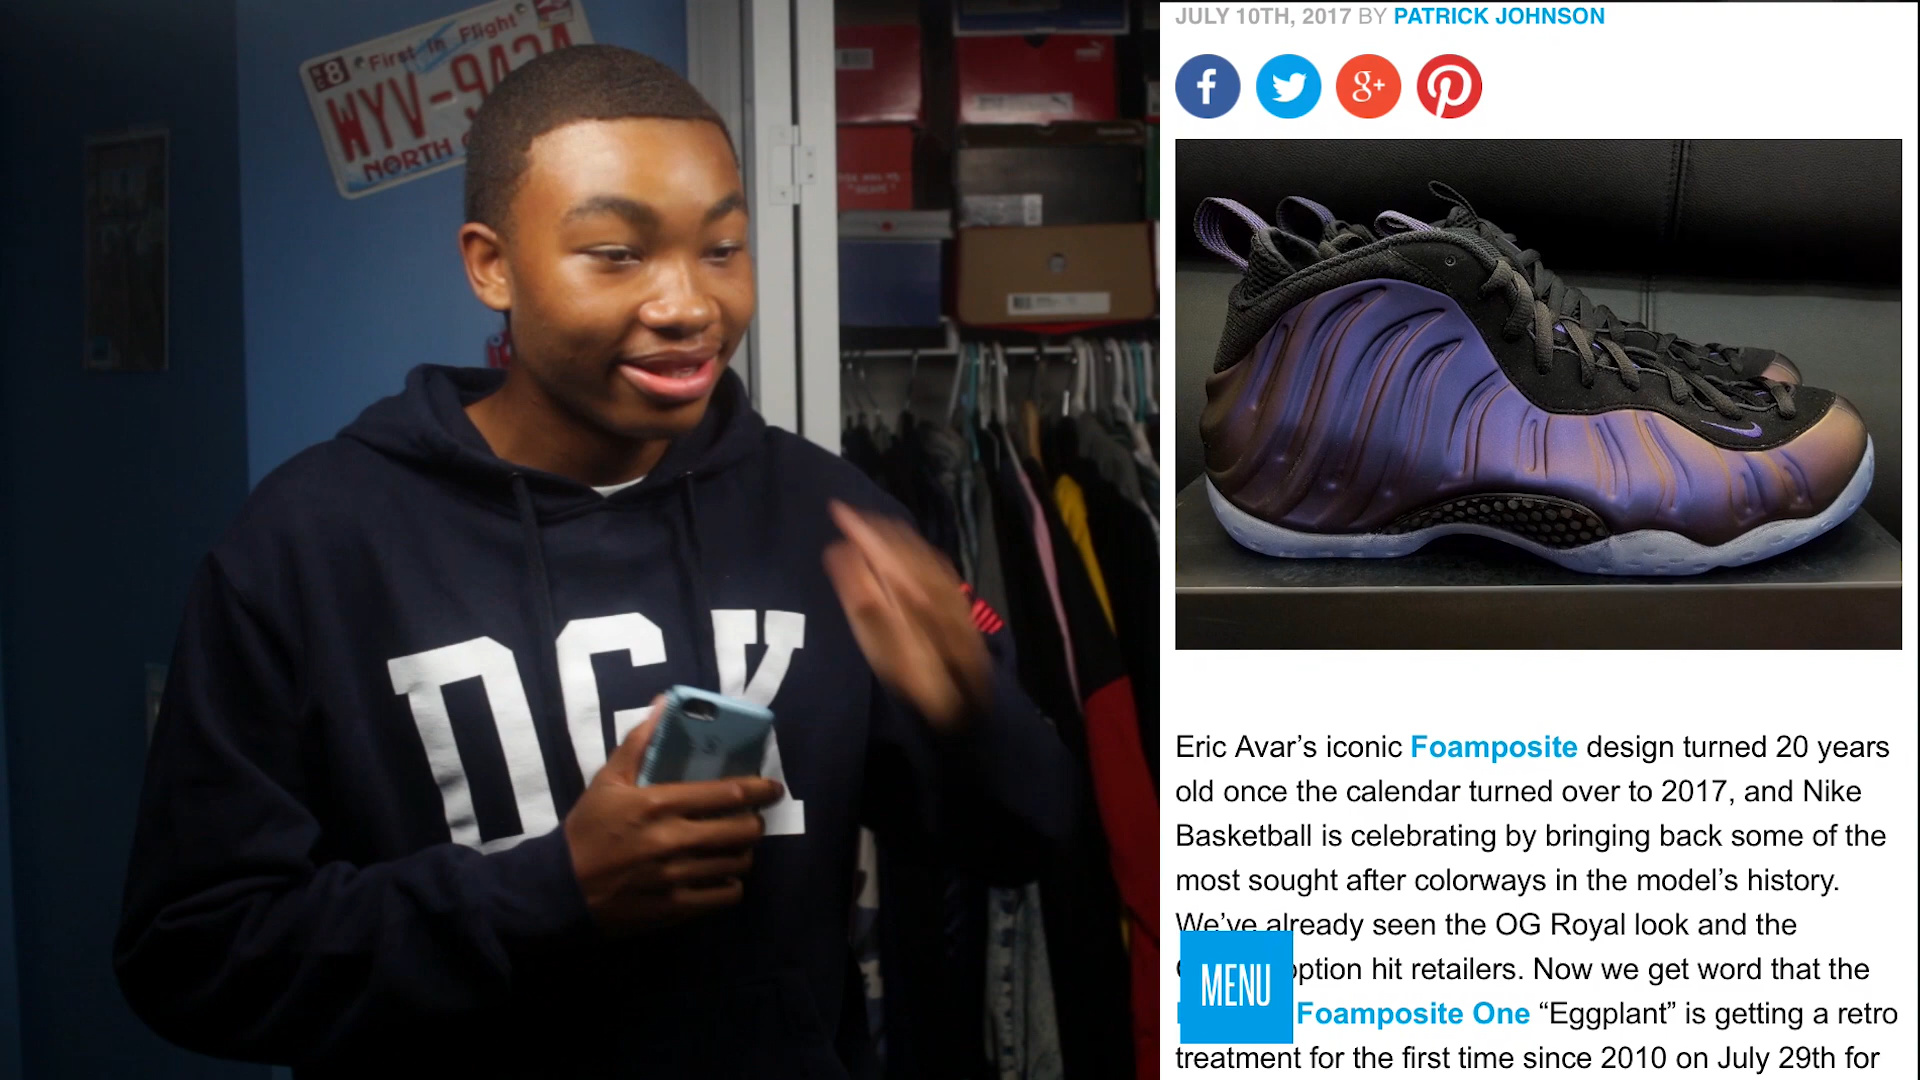 8 First in Flight
WYV-9424
NORTH
DGK
JULY 10TH, 2017 BY PATRICK JOHNSON
f
g+
Eric Avar’s iconic Foamposite design turned 20 years
old once the calendar turned over to 2017, and Nike
Basketball is celebrating by bringing back some of the
most sought after colorways in the model’s history.
We’ve already seen the OG Royal look and the
option hit retailers. Now we get word that the
Foamposite One “Eggplant” is getting a retro
treatment for the first time since 2010 on July 29th for
MENU